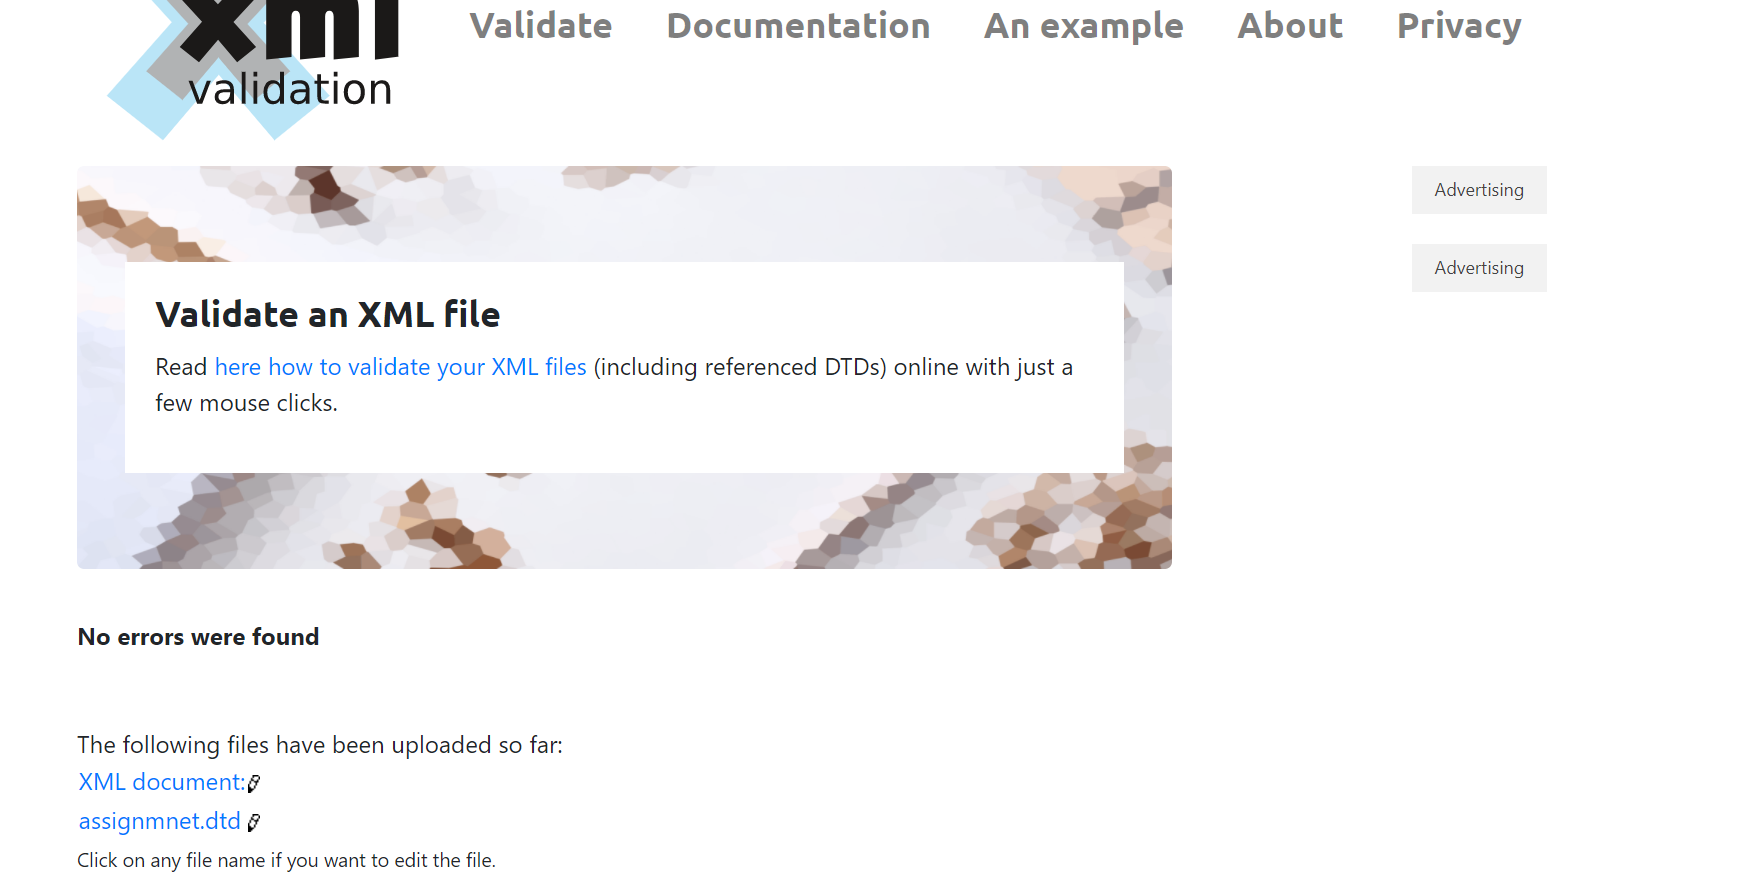 xml
validation
Validate Documentation An example About Privacy
Advertising
Advertising
Validate an XML file
Read here how to validate your XML files (including referenced DTDs) online with just a
few mouse clicks.
No errors were found
The following files have been uploaded so far:
XML document:
assignmnet.dtd
Click on any file name if you want to edit the file.